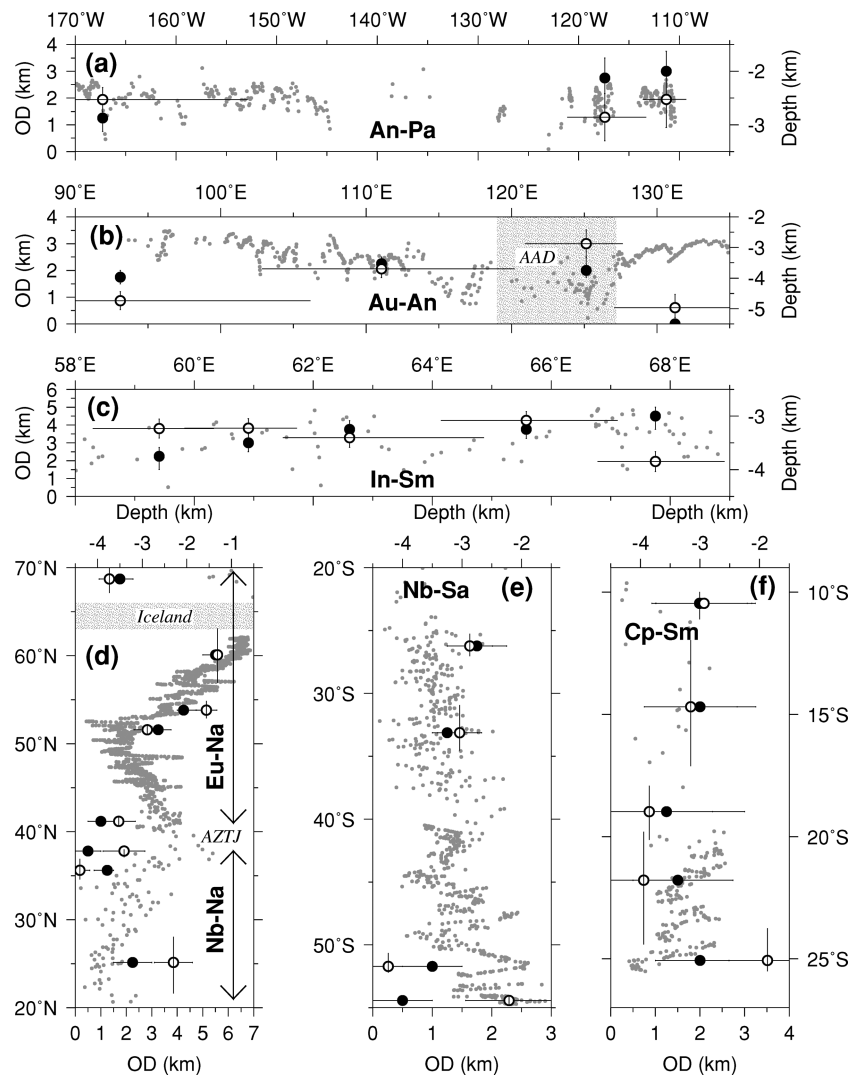 170˚W 160˚W 150˚W 140˚W 130˚W 120˚W 110˚W
(a)
An-Pa
OD (km)
4
3
2
1
0
Depth (km)
-2
-3
90˚E 100˚E 110˚E 120˚E 130˚E
(b)
AAD
Au-An
OD (km)
4
3
2
1
0
Depth (km)
-2
-3
-4
-5
58˚E 60˚E 62˚E 64˚E 66˚E 68˚E
(c)
In-Sm
OD (km)
6
5
4
3
2
1
0
Depth (km)
-3
-4
Depth (km)
-4 -3 -2 -1
70˚N
60˚N
50˚N
40˚N
30˚N
20˚N
Iceland
(d)
Eu-Na
AZTJ
Nb-Na
0 1 2 3 4 5 6 7
OD (km)
Depth (km)
-4 -3 -2
20˚S
30˚S
40˚S
50˚S
Nb-Sa
(e)
0 1 2 3
OD (km)
Depth (km)
-4 -3 -2
(f)
Cp-Sm
10˚S
15˚S
20˚S
25˚S
0 1 2 3 4
OD (km)